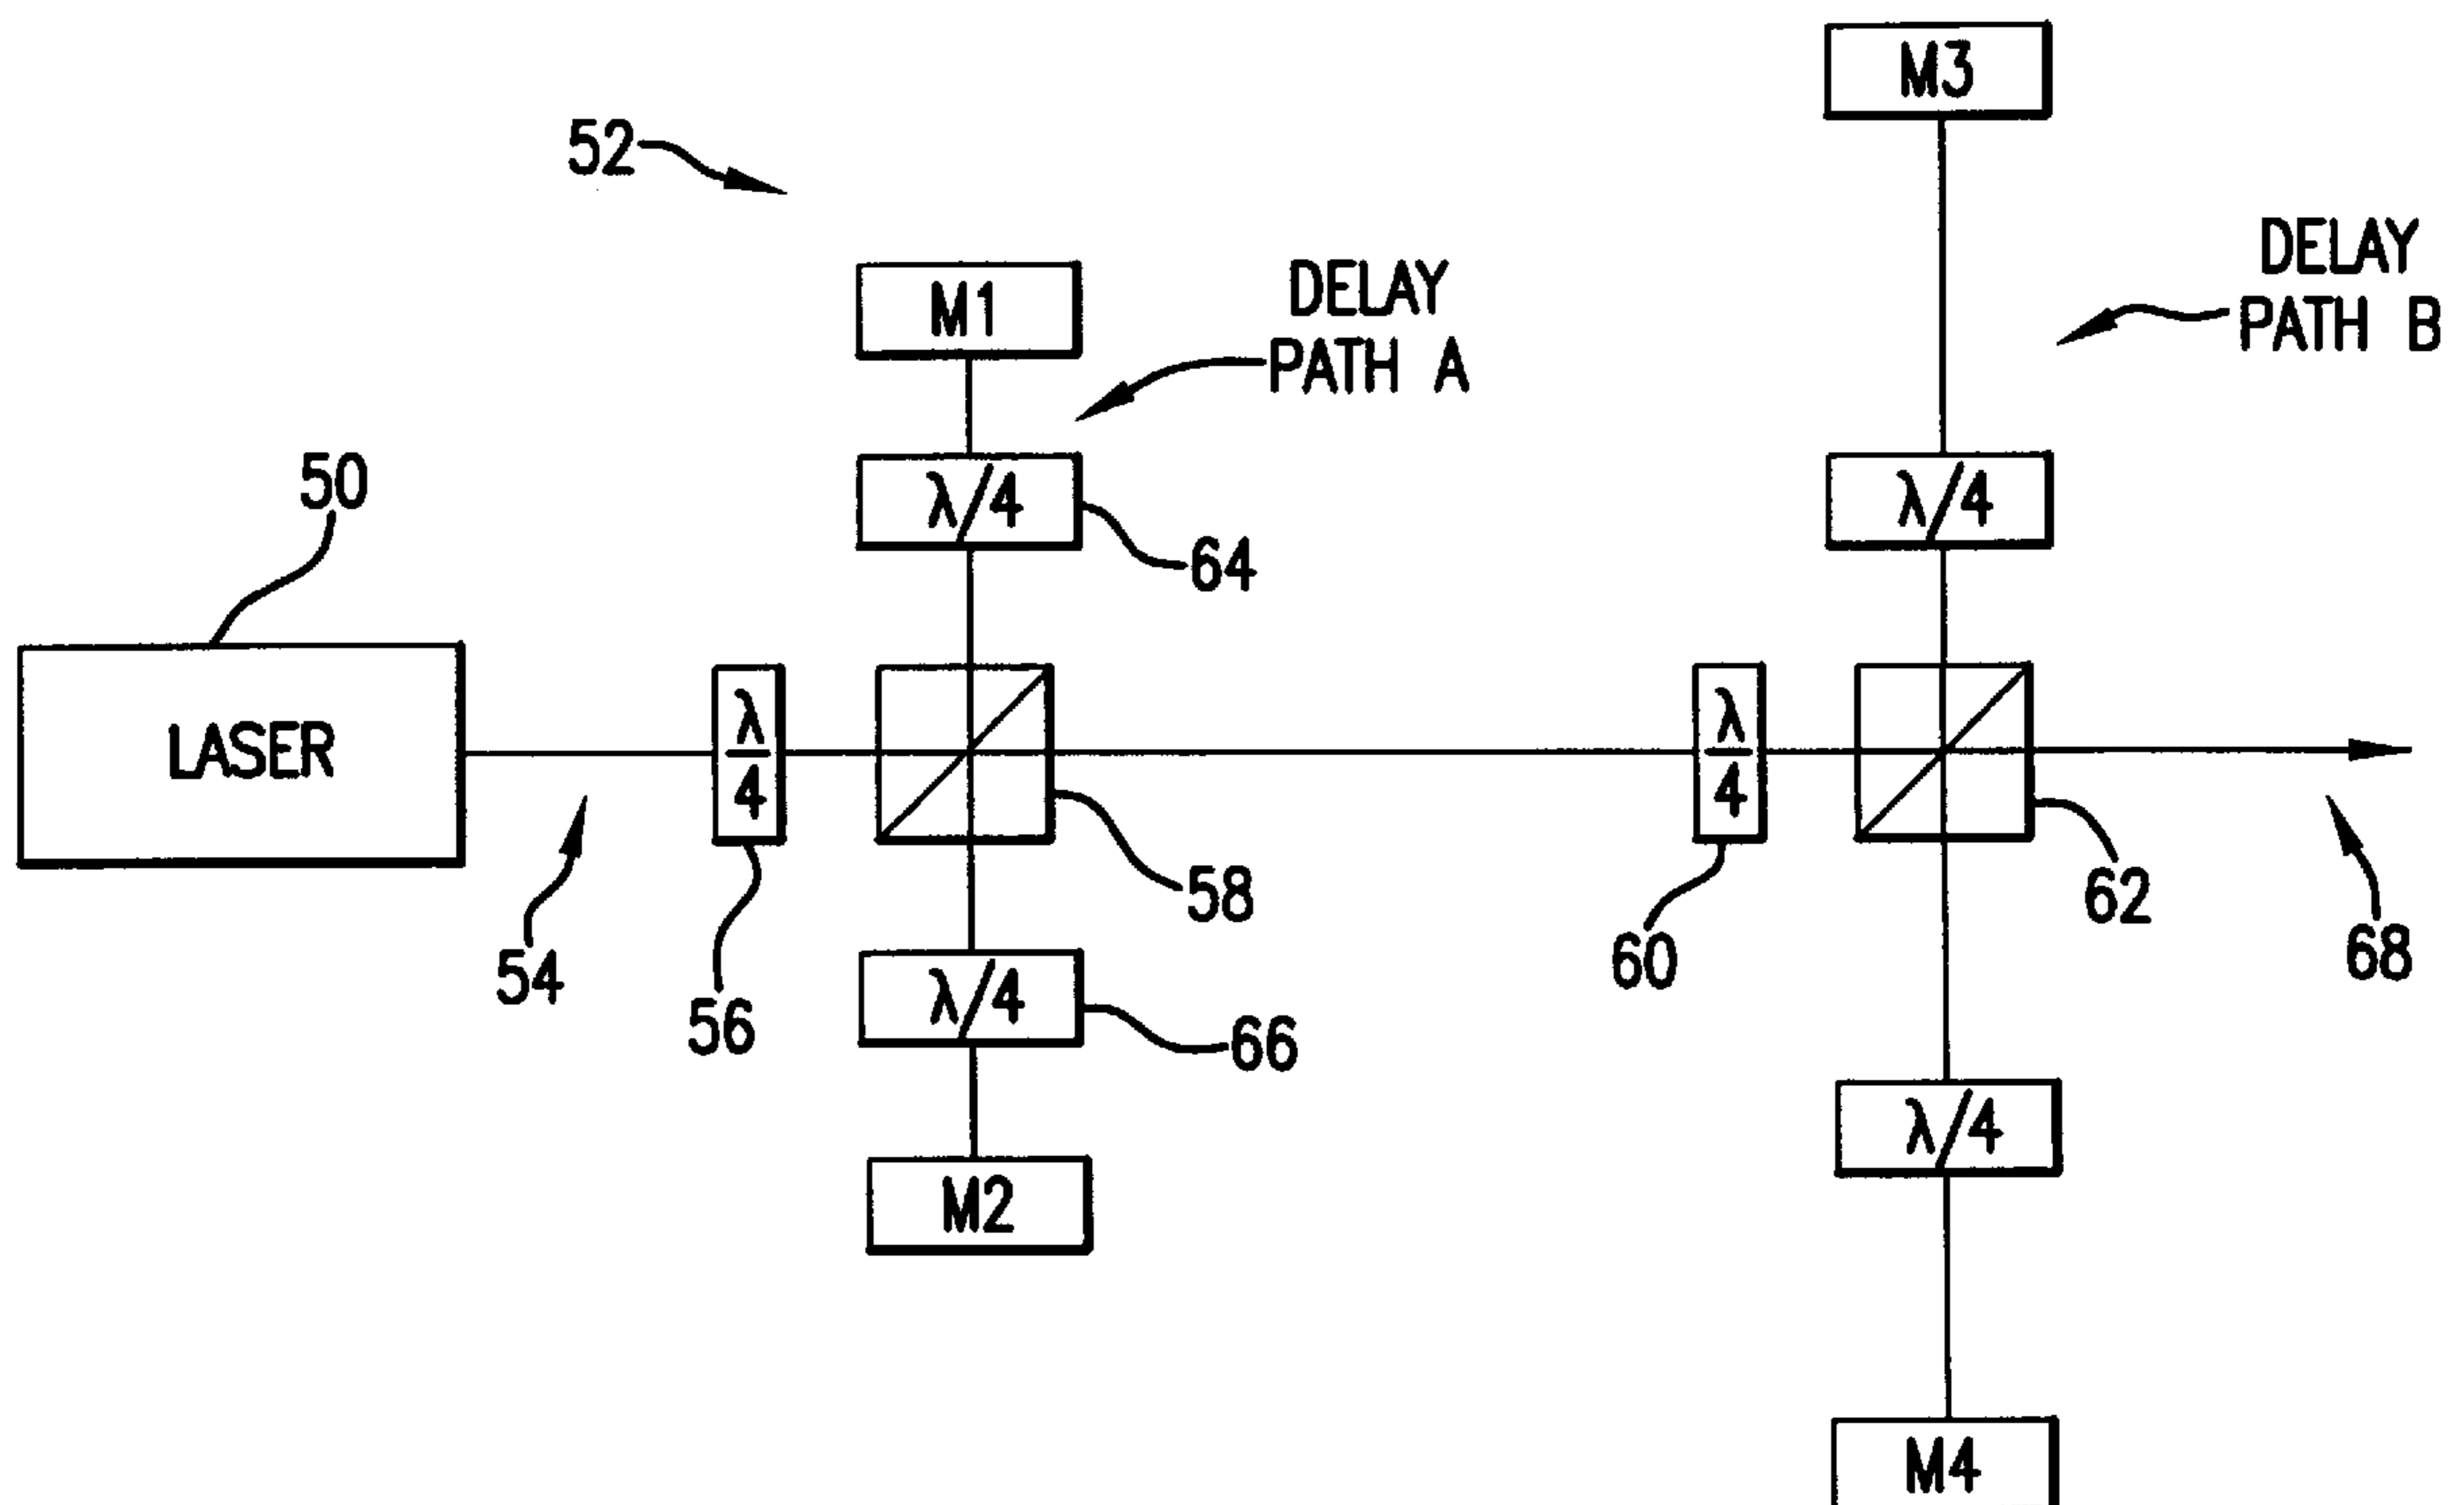 M3
52
DELAY
PATH B
M1
DELAY
PATH A
50
λ/4
64
λ/4
LASER
λ
4
58
λ
4
62
54
56
60
68
λ/4
66
λ/4
M2
M4